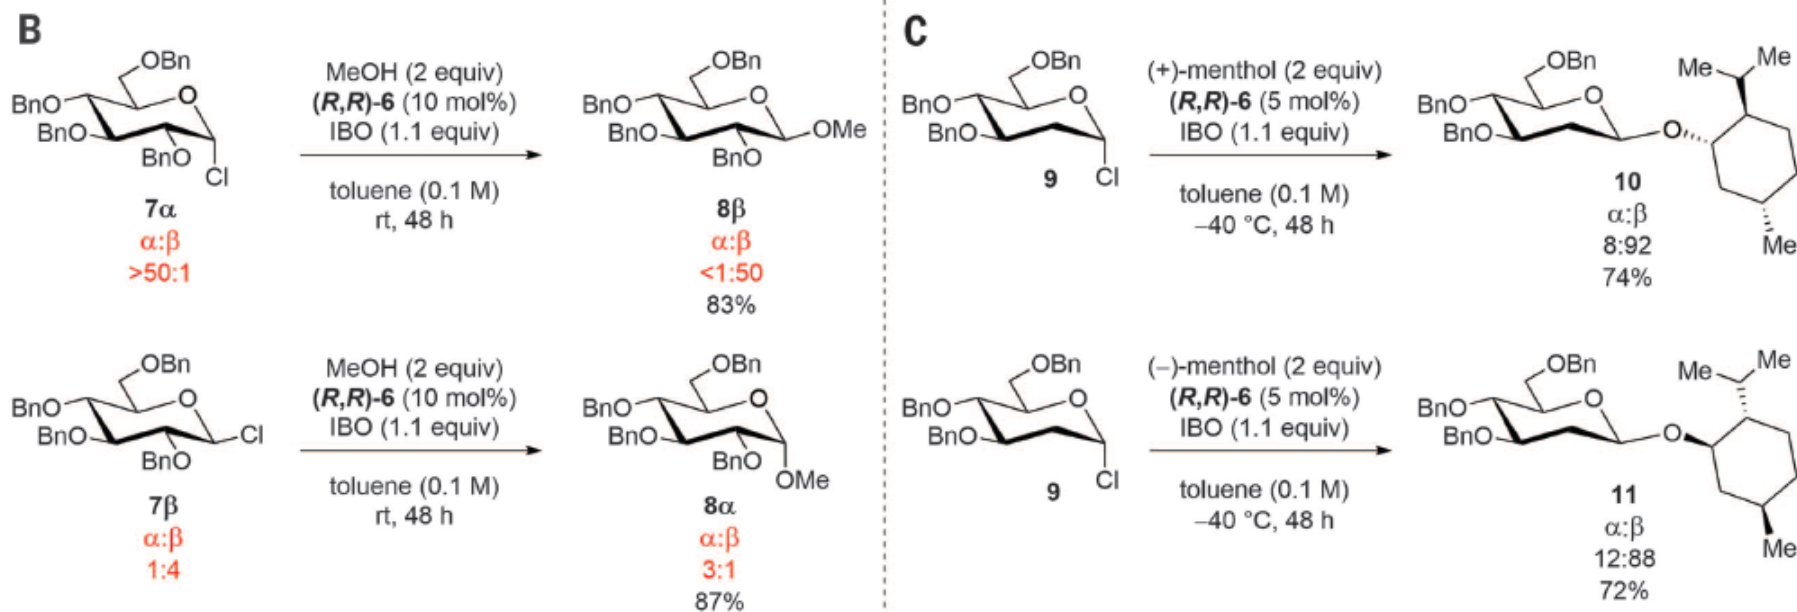 B
OBn
BnO
O
BnO
BnO
Cl
7α
α:β
>50:1
MeOH (2 equiv)
(R,R)-6 (10 mol%)
IBO (1.1 equiv)
toluene (0.1 M)
rt, 48 h
OBn
BnO
O
BnO
OMe
BnO
8β
α:β
<1:50
83%
OBn
BnO
O
BnO
Cl
BnO
7β
α:β
1:4
MeOH (2 equiv)
(R,R)-6 (10 mol%)
IBO (1.1 equiv)
toluene (0.1 M)
rt, 48 h
OBn
BnO
O
BnO
BnO
OMe
8α
α:β
3:1
87%
C
OBn
BnO
O
BnO
Cl
9
(+)-menthol (2 equiv)
(R,R)-6 (5 mol%)
IBO (1.1 equiv)
toluene (0.1 M)
−40 °C, 48 h
OBn
BnO
O
BnO
O
Me
Me
Me
10
α:β
8:92
74%
OBn
BnO
O
BnO
Cl
9
(−)-menthol (2 equiv)
(R,R)-6 (5 mol%)
IBO (1.1 equiv)
toluene (0.1 M)
−40 °C, 48 h
OBn
BnO
O
BnO
O
Me
Me
Me
11
α:β
12:88
72%